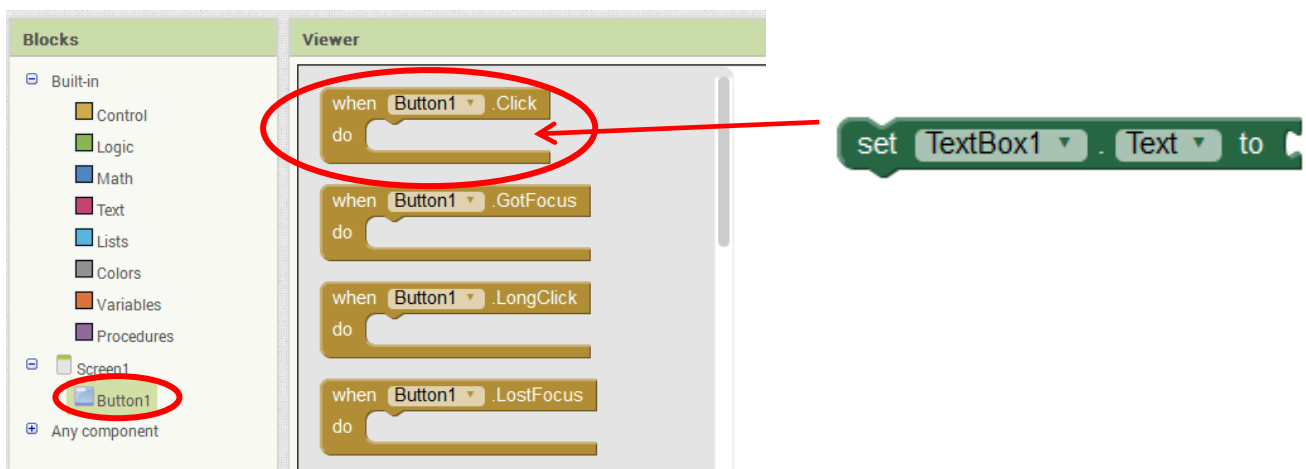 Blocks
Built-in
Control
Logic
Math
Text
Lists
Colors
Variables
Procedures
Screen1
Button1
Any component
Viewer
when Button1 .Click
do
when Button1 .GotFocus
do
when Button1 .LongClick
do
when Button1 .LostFocus
do
set TextBox1 . Text to